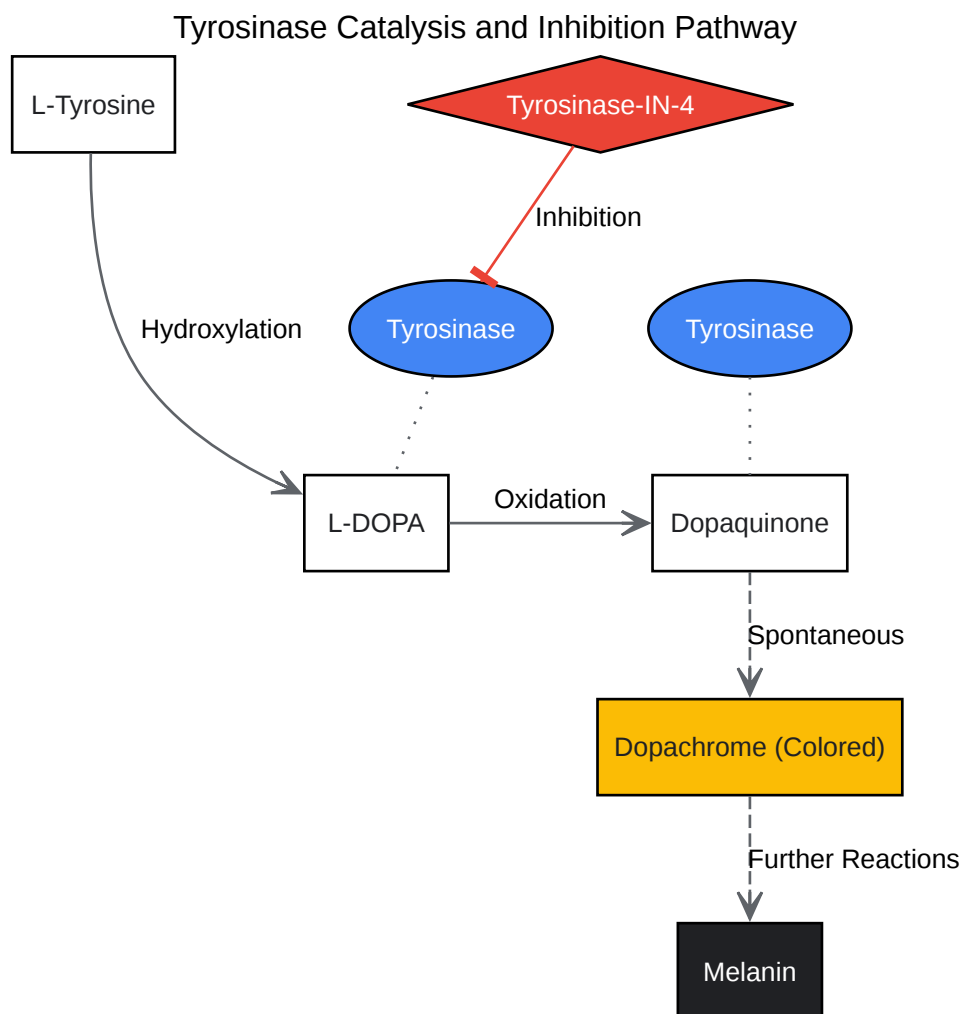 Tyrosinase Catalysis and Inhibition Pathway
L-Tyrosine
Tyrosinase-IN-4
Inhibition
Hydroxylation
Tyrosinase
Tyrosinase
L-DOPA
Oxidation
Dopaquinone
Spontaneous
Dopachrome (Colored)
Further Reactions
Melanin